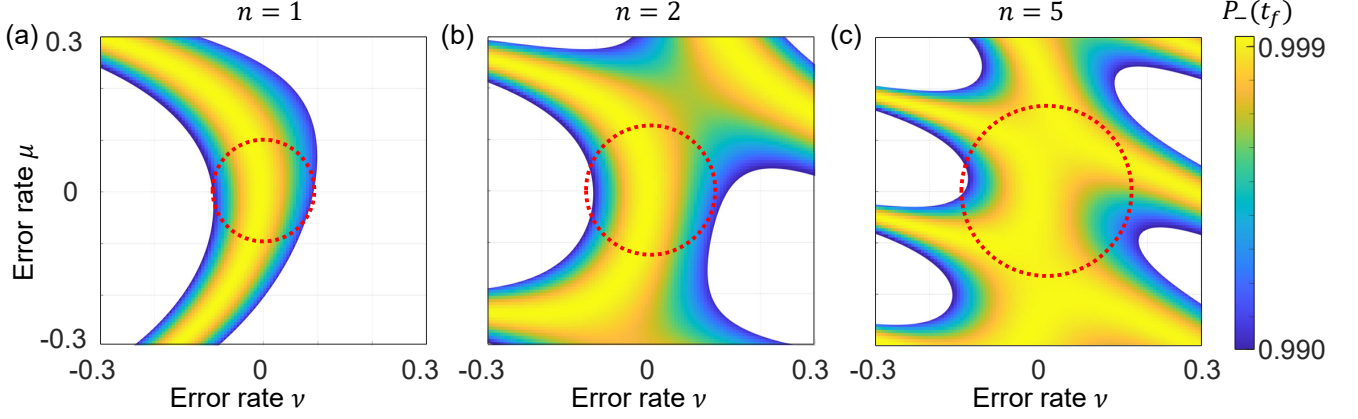 n = 1
n = 2
n = 5
P₋(t_f)
(a)
(b)
(c)
0.3
0
-0.3
Error rate μ
-0.3 0 0.3
Error rate ν
-0.3 0 0.3
Error rate ν
-0.3 0 0.3
Error rate ν
0.999
0.990